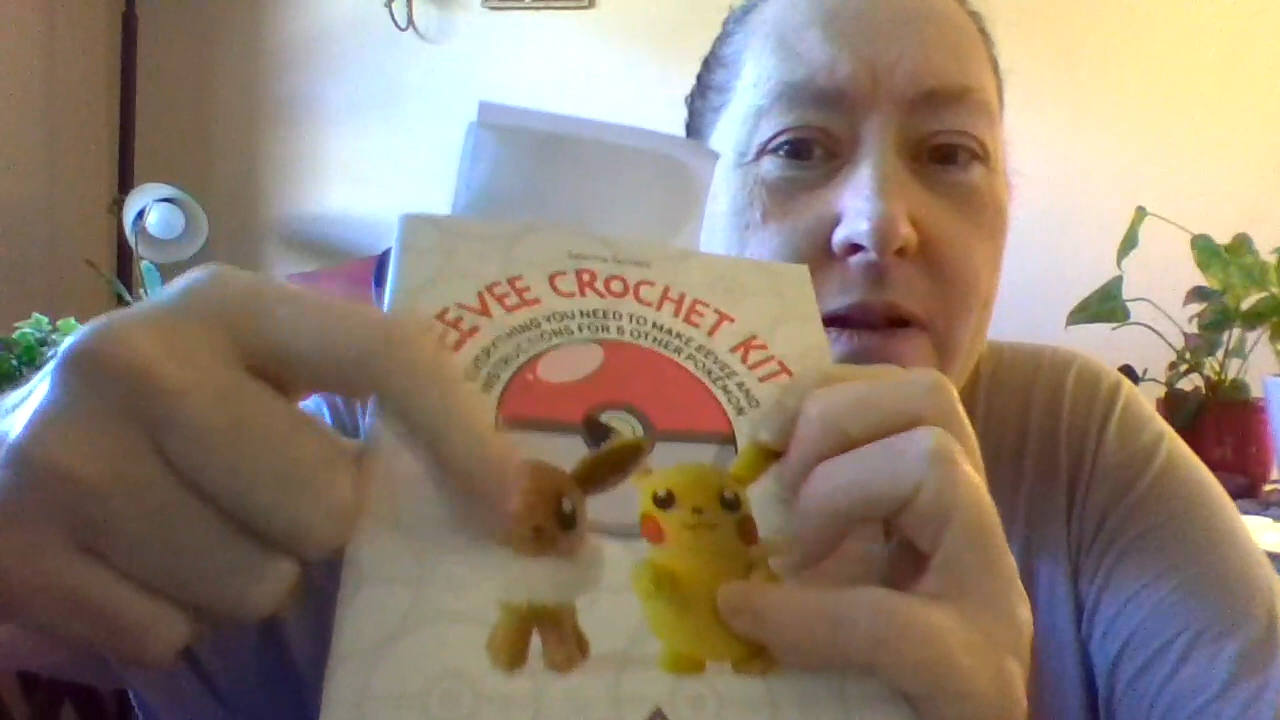 EEVEE CROCHET KIT
EVERYTHING YOU NEED TO MAKE EEVEE AND
INSTRUCTIONS FOR 5 OTHER POKÉMON